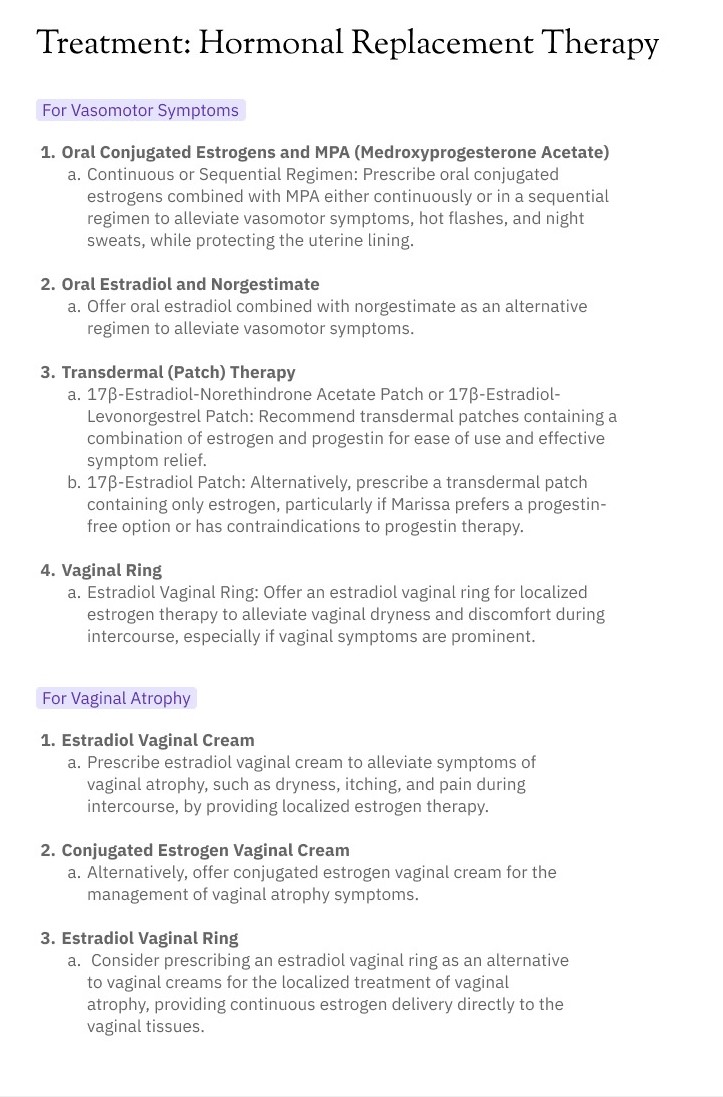 Treatment: Hormonal Replacement Therapy
For Vasomotor Symptoms
1. Oral Conjugated Estrogens and MPA (Medroxyprogesterone Acetate)
a. Continuous or Sequential Regimen: Prescribe oral conjugated
estrogens combined with MPA either continuously or in a sequential
regimen to alleviate vasomotor symptoms, hot flashes, and night
sweats, while protecting the uterine lining.
2. Oral Estradiol and Norgestimate
a. Offer oral estradiol combined with norgestimate as an alternative
regimen to alleviate vasomotor symptoms.
3. Transdermal (Patch) Therapy
a. 17β-Estradiol-Norethindrone Acetate Patch or 17β-Estradiol-
Levonorgestrel Patch: Recommend transdermal patches containing a
combination of estrogen and progestin for ease of use and effective
symptom relief.
b. 17β-Estradiol Patch: Alternatively, prescribe a transdermal patch
containing only estrogen, particularly if Marissa prefers a progestin-
free option or has contraindications to progestin therapy.
4. Vaginal Ring
a. Estradiol Vaginal Ring: Offer an estradiol vaginal ring for localized
estrogen therapy to alleviate vaginal dryness and discomfort during
intercourse, especially if vaginal symptoms are prominent.
For Vaginal Atrophy
1. Estradiol Vaginal Cream
a. Prescribe estradiol vaginal cream to alleviate symptoms of
vaginal atrophy, such as dryness, itching, and pain during
intercourse, by providing localized estrogen therapy.
2. Conjugated Estrogen Vaginal Cream
a. Alternatively, offer conjugated estrogen vaginal cream for the
management of vaginal atrophy symptoms.
3. Estradiol Vaginal Ring
a. Consider prescribing an estradiol vaginal ring as an alternative
to vaginal creams for the localized treatment of vaginal
atrophy, providing continuous estrogen delivery directly to the
vaginal tissues.